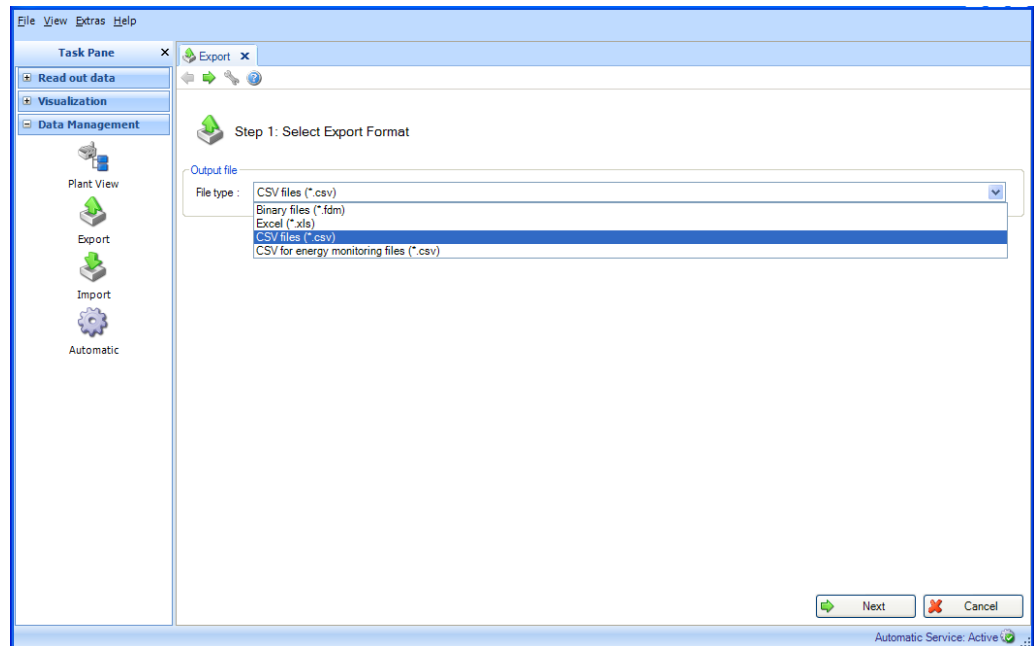 File View Extras Help
Task Pane
Export
Read out data
Visualization
Data Management
Step 1: Select Export Format
Plant View
Output file
File type : CSV files (*.csv)
Binary files (*.fdm)
Excel (*.xls)
CSV files (*.csv)
CSV for energy monitoring files (*.csv)
Export
Import
Automatic
Next Cancel
Automatic Service: Active